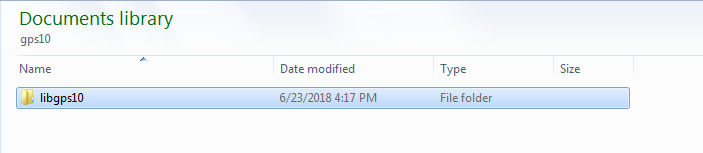 Documents library
gps10
Name Date modified Type Size
libgps10 6/23/2018 4:17 PM File folder